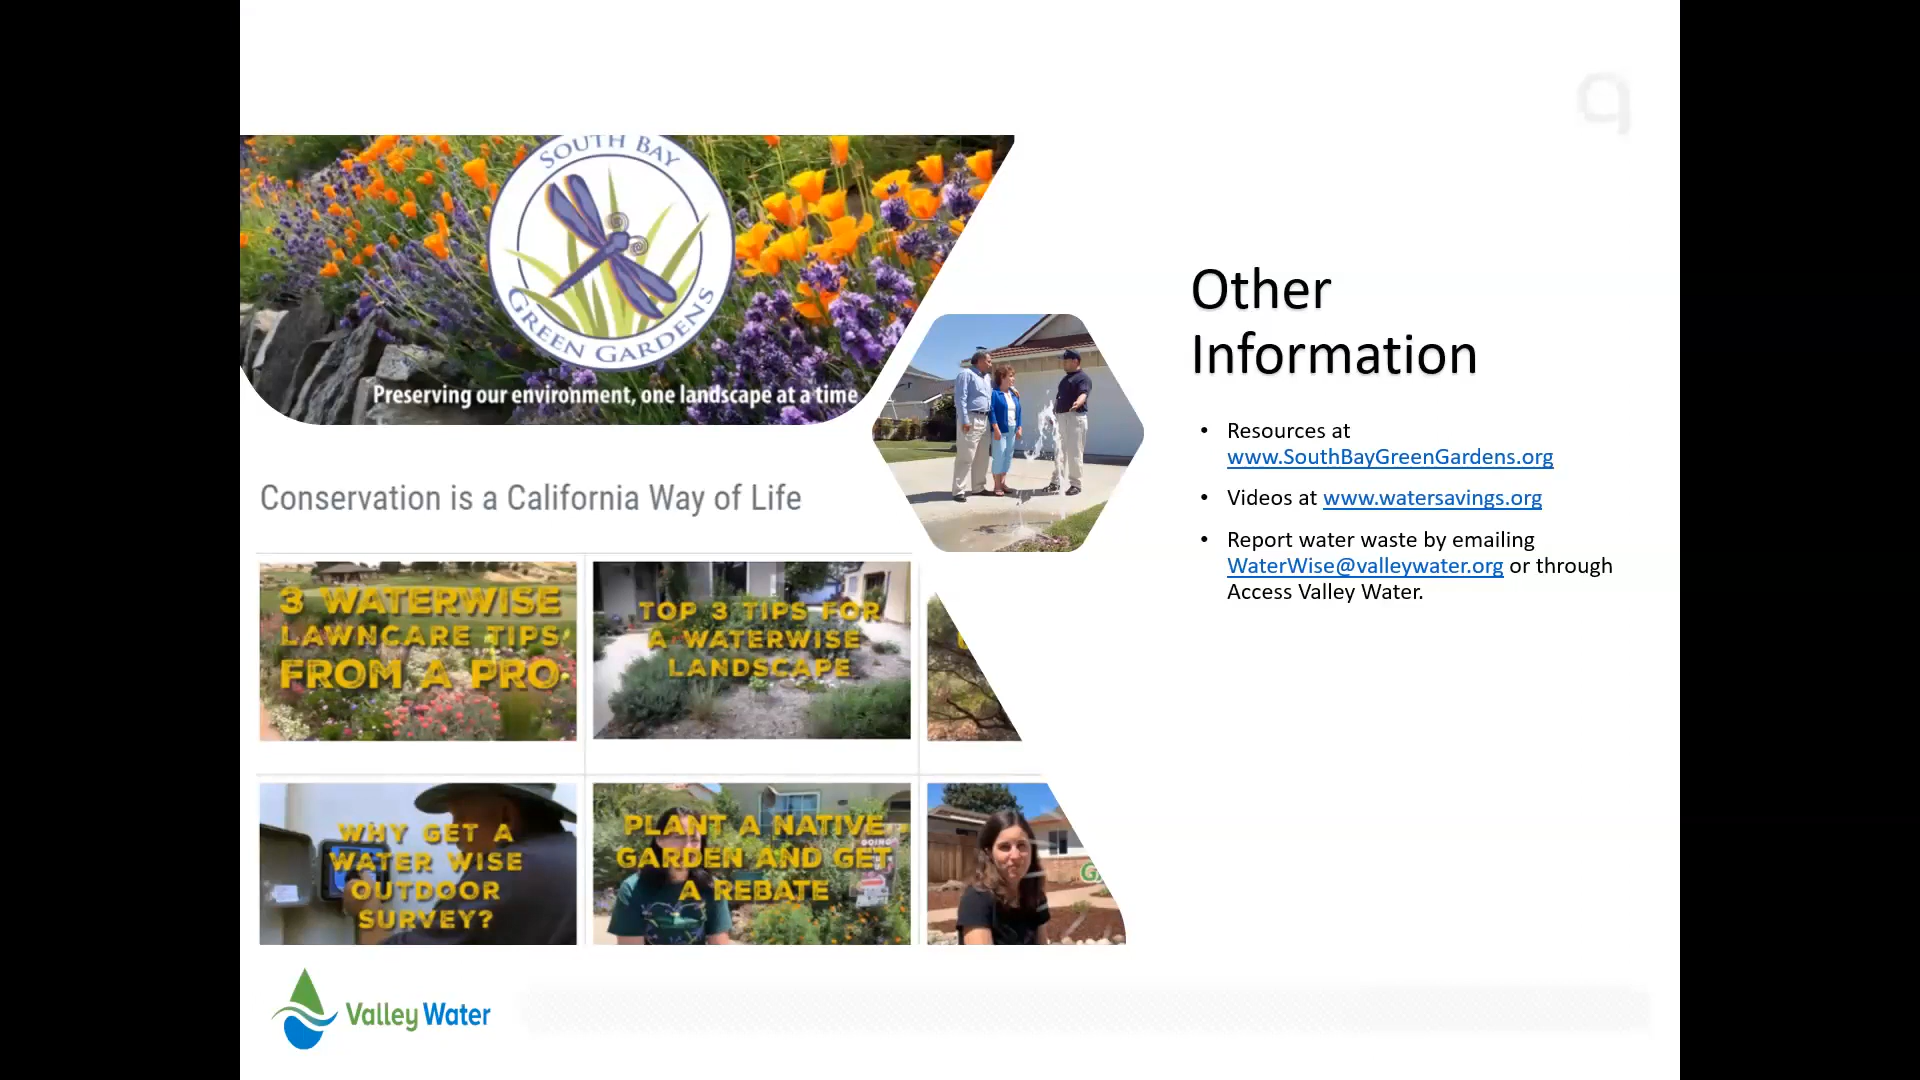 SOUTH BAY
GREEN GARDENS
Preserving our environment, one landscape at a time
Other
Information
• Resources at
www.SouthBayGreenGardens.org
• Videos at www.watersavings.org
• Report water waste by emailing
WaterWise@valleywater.org or through
Access Valley Water.
Conservation is a California Way of Life
3 WATERWISE
LAWNCARE TIPS
FROM A PRO
TOP 3 TIPS FOR
A WATERWISE
LANDSCAPE
WHY GET A
WATER WISE
OUTDOOR
SURVEY?
PLANT A NATIVE
GARDEN AND GET
A REBATE
Valley Water